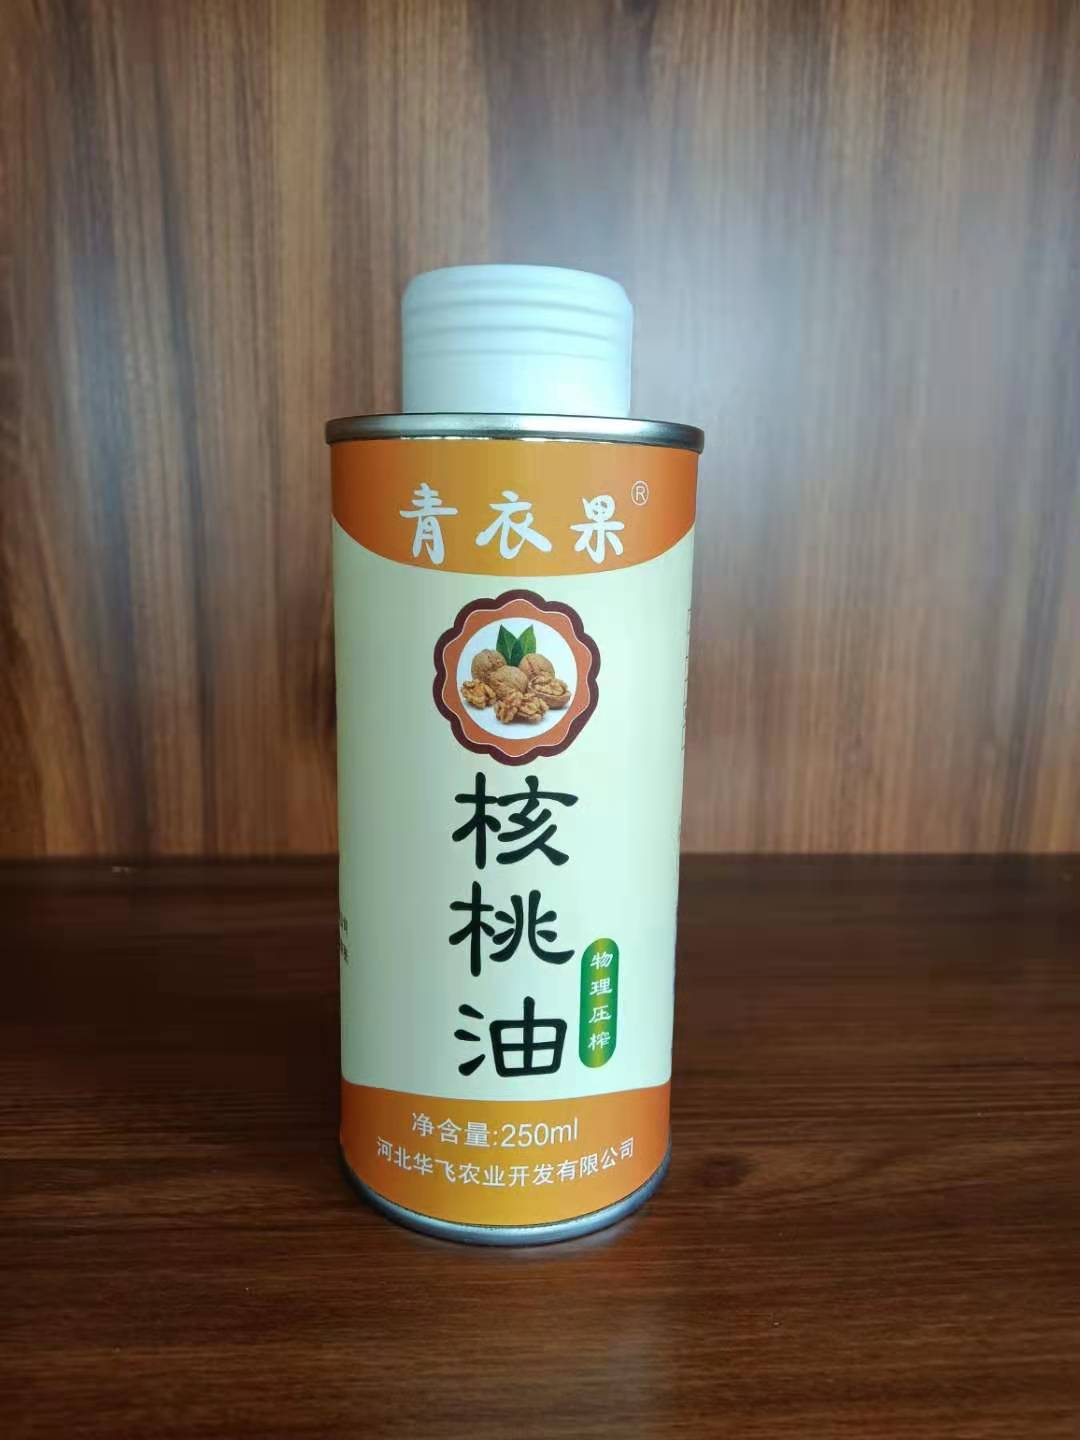 青衣果®
核桃油
物理压榨
净含量:250ml
河北华飞农业开发有限公司